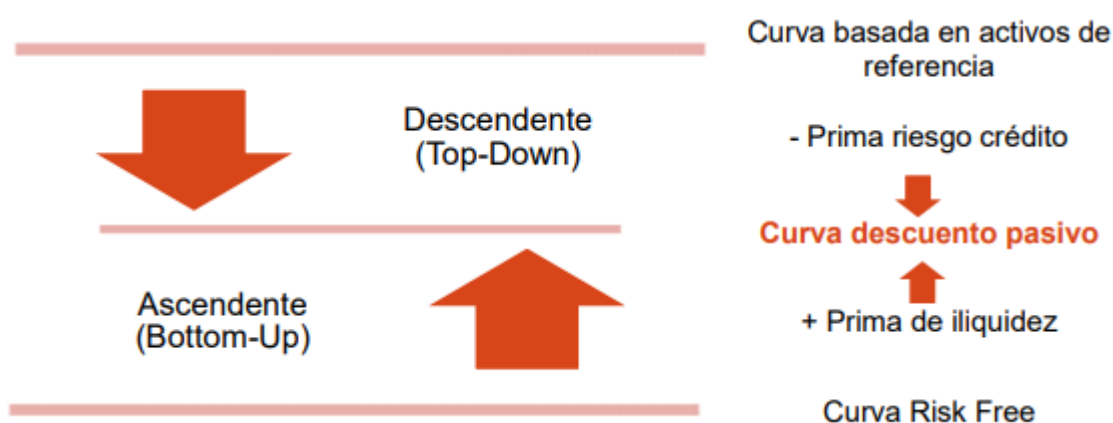 Curva basada en activos de
referencia
Descendente
(Top-Down)
- Prima riesgo crédito
Curva descuento pasivo
Ascendente
(Bottom-Up)
+ Prima de iliquidez
Curva Risk Free